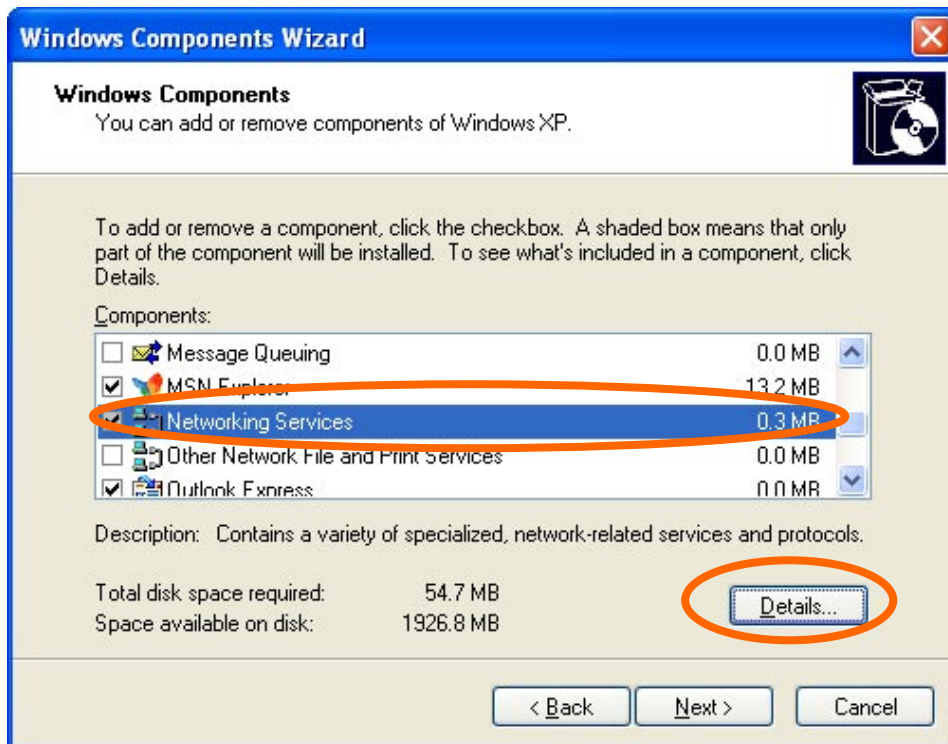 Windows Components Wizard
Windows Components
You can add or remove components of Windows XP.
To add or remove a component, click the checkbox. A shaded box means that only
part of the component will be installed. To see what's included in a component, click
Details.
Components:
Message Queuing 0.0 MB
MSN Explorer 13.2 MB
Networking Services 0.3 MB
Other Network File and Print Services 0.0 MB
Outlook Express 0.0 MB
Description: Contains a variety of specialized, network-related services and protocols.
Total disk space required: 54.7 MB
Space available on disk: 1926.8 MB
Details...
< Back Next > Cancel